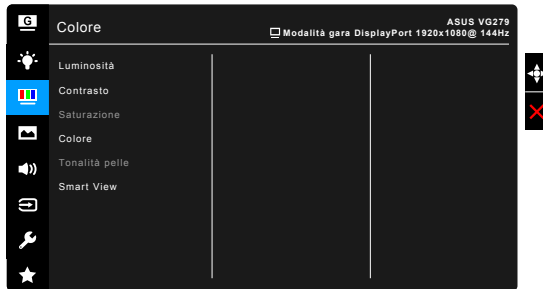 G
Colore
ASUS VG279
Modalità gara DisplayPort 1920x1080@ 144Hz
Luminosità
Contrasto
Saturazione
Colore
Tonalità pelle
Smart View